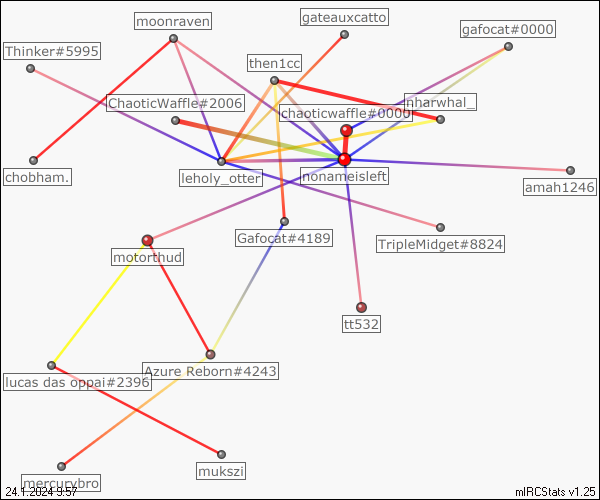 moonraven
gateauxcatto
gafocat#0000
Thinker#5995
then1cc
ChaoticWaffle#2006
nharwhal_
chaoticwaffle#0000
chobham.
leholy_otter
nonameisleft
amah1246
Gafocat#4189
TripleMidget#8824
motorthud
tt532
Azure Reborn#4243
lucas das oppai#2396
mukszi
mercurybro
24.1.2024 9:57
mIRCStats v1.25